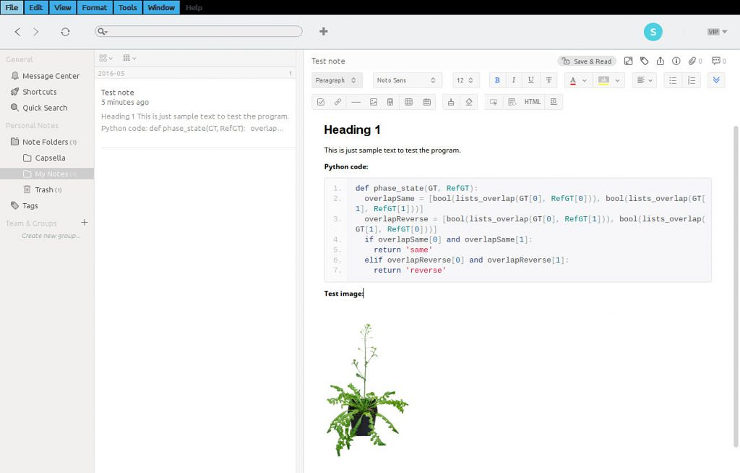 File Edit View Format Tools Window Help
S
VIP
General
Message Center
Shortcuts
Quick Search
Personal Notes
Note Folders (1)
Capsella
My Notes (1)
Trash (1)
Tags
Team & Groups +
Create new group...
2016-05 1
Test note
5 minutes ago
Heading 1 This is just sample text to test the program.
Python code: def phase_state(GT, RefGT): overlap...
Test note
Save & Read 0 0
Paragraph Noto Sans 12 B I U T A
HTML
Heading 1
This is just sample text to test the program.
Python code:
1. def phase_state(GT, RefGT):
2. overlapSame = [bool(lists_overlap(GT[0], RefGT[0])), bool(lists_overlap(GT[
1], RefGT[1]))]
3. overlapReverse = [bool(lists_overlap(GT[0], RefGT[1])), bool(lists_overlap(
GT[1], RefGT[0]))]
4. if overlapSame[0] and overlapSame[1]:
5. return 'same'
6. elif overlapReverse[0] and overlapReverse[1]:
7. return 'reverse'
Test image: